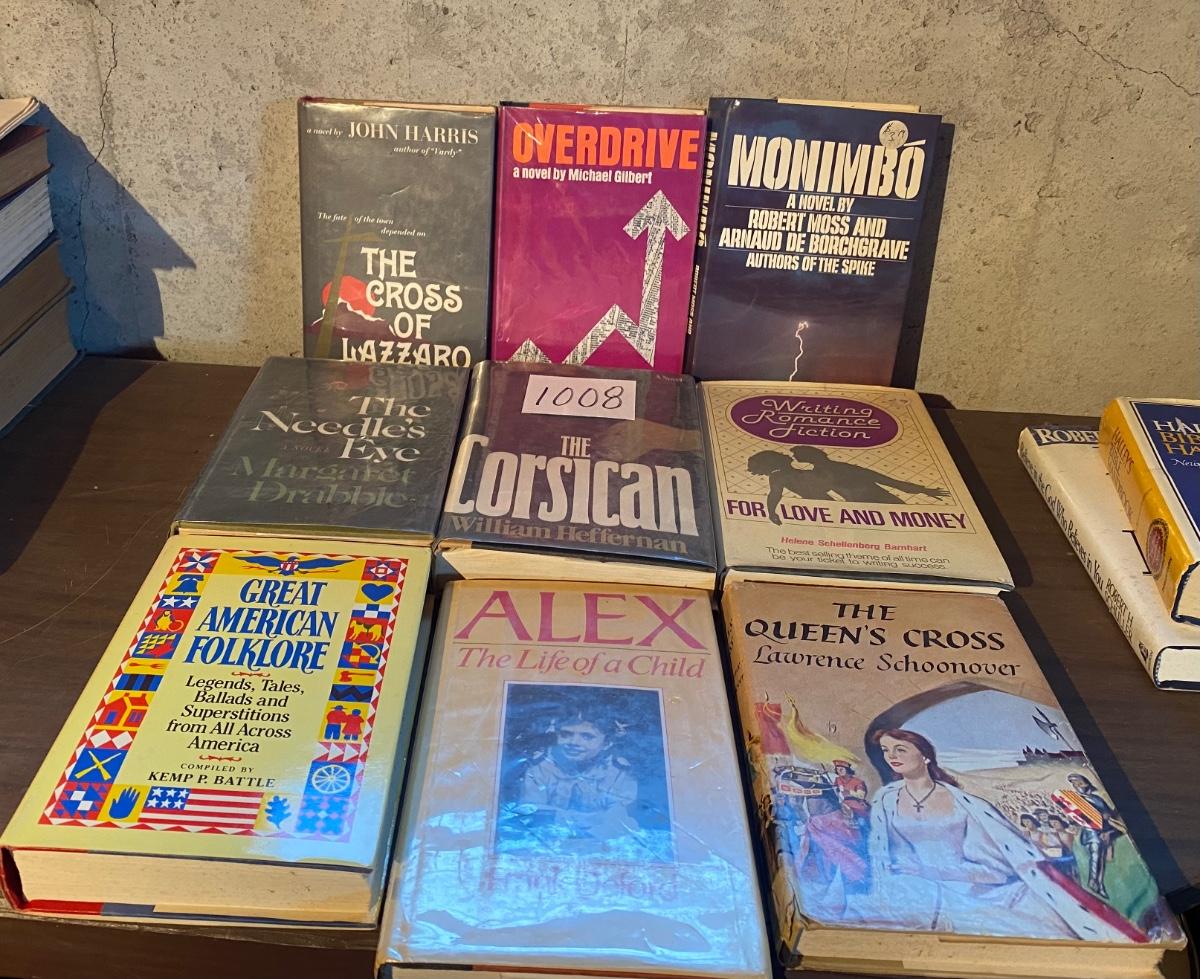 a novel by JOHN HARRIS
author of "Vardy"
The fate of the town
depended on
THE
CROSS
OF
LAZZARO
OVERDRIVE
a novel by Michael Gilbert
MONIMBÓ
A NOVEL BY
ROBERT MOSS AND
ARNAUD DE BORCHGRAVE
AUTHORS OF THE SPIKE
The
Needle's
Eye
A NOVEL
Margaret
Drabble
1008
A Novel
THE
Corsican
William Heffernan
Writing
Romance
Fiction
FOR LOVE AND MONEY
Helene Schellenberg Barnhart
The best selling theme of all time can
be your ticket to writing success.
GREAT
AMERICAN
FOLKLORE
Legends, Tales,
Ballads and
Superstitions
from All Across
America
COMPILED BY
KEMP P. BATTLE
ALEX
The Life of a Child
Frank Deford
THE
QUEEN'S CROSS
Lawrence Schoonover